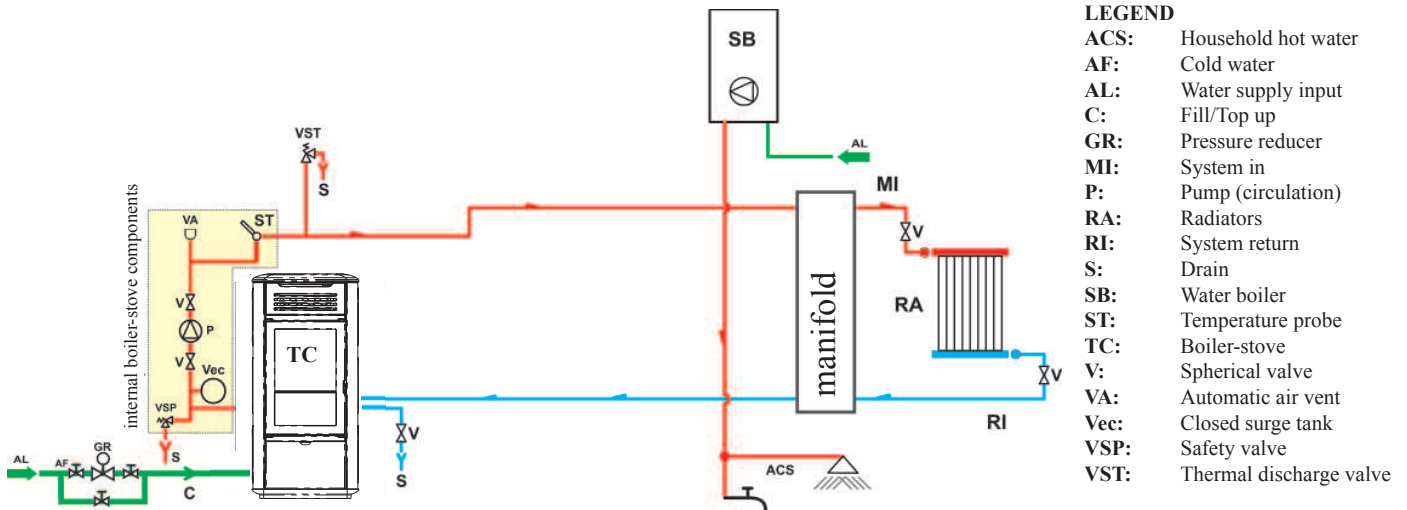 SB
VST
AL
S
MI
VA
ST
V
internal boiler-stove components
V
P
RA
manifold
TC
V
Vec
V
VSP
RI
V
S
GR
AL
AF
C
S
ACS
LEGEND
ACS: Household hot water
AF: Cold water
AL: Water supply input
C: Fill/Top up
GR: Pressure reducer
MI: System in
P: Pump (circulation)
RA: Radiators
RI: System return
S: Drain
SB: Water boiler
ST: Temperature probe
TC: Boiler-stove
V: Spherical valve
VA: Automatic air vent
Vec: Closed surge tank
VSP: Safety valve
VST: Thermal discharge valve